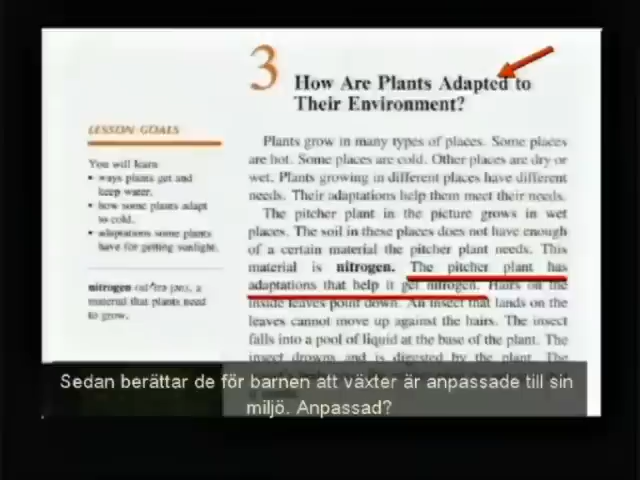 3
How Are Plants Adapted to
Their Environment?
LESSON GOALS
You will learn
• ways plants get and
keep water.
• how some plants adapt
to cold.
• adaptations some plants
have for getting sunlight.
nitrogen
material that plants need
to grow.
Plants grow in many types of places. Some places
are hot. Some places are cold. Other places are dry or
wet. Plants growing in different places have different
needs. Their adaptations help them meet their needs.
The pitcher plant in the picture grows in wet
places. The soil in these places does not have enough
of a certain material the pitcher plant needs. This
material is nitrogen. The pitcher plant has
adaptations that help it get nitrogen. Hairs on the
inside leaves point down. An insect that lands on the
leaves cannot move up against the hairs. The insect
falls into a pool of liquid at the base of the plant. The
insect drowns and is digested by the plant. The
Sedan berättar de för barnen att växter är anpassade till sin
miljö. Anpassad?